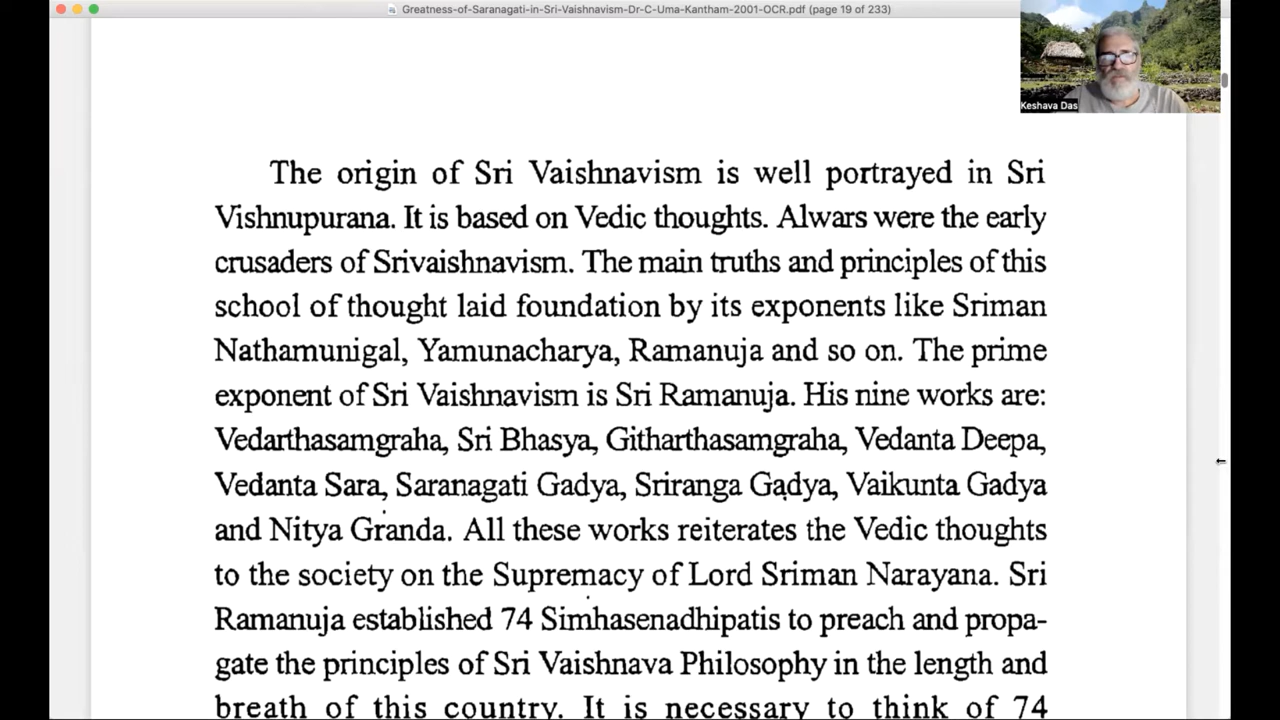 Greatness-of-Saranagati-in-Sri-Vaishnavism-Dr-C-Uma-Kantham-2001-OCR.pdf (page 19 of 233)
Keshava Das
The origin of Sri Vaishnavism is well portrayed in Sri
Vishnupurana. It is based on Vedic thoughts. Alwars were the early
crusaders of Srivaishnavism. The main truths and principles of this
school of thought laid foundation by its exponents like Sriman
Nathamunigal, Yamunacharya, Ramanuja and so on. The prime
exponent of Sri Vaishnavism is Sri Ramanuja. His nine works are:
Vedarthasamgraha, Sri Bhasya, Githarthasamgraha, Vedanta Deepa,
Vedanta Sara, Saranagati Gadya, Sriranga Gadya, Vaikunta Gadya
and Nitya Granda. All these works reiterates the Vedic thoughts
to the society on the Supremacy of Lord Sriman Narayana. Sri
Ramanuja established 74 Simhasenadhipatis to preach and propa-
gate the principles of Sri Vaishnava Philosophy in the length and
breath of this country. It is necessary to think of 74